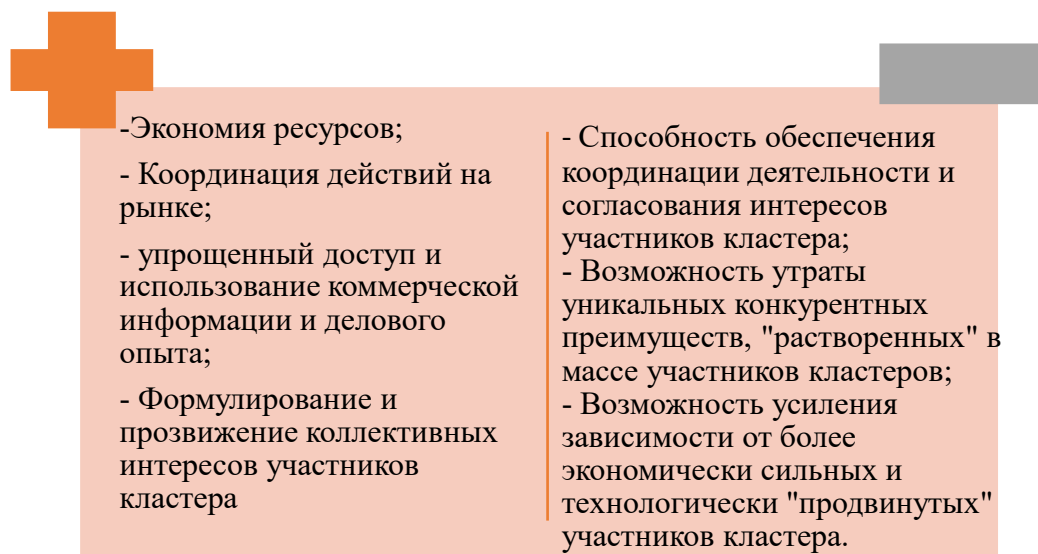 -Экономия ресурсов;
- Координация действий на
рынке;
- упрощенный доступ и
использование коммерческой
информации и делового
опыта;
- Формулирование и
прозвижение коллективных
интересов участников
кластера
- Способность обеспечения
координации деятельности и
согласования интересов
участников кластера;
- Возможность утраты
уникальных конкурентных
преимуществ, "растворенных" в
массе участников кластеров;
- Возможность усиления
зависимости от более
экономически сильных и
технологически "продвинутых"
участников кластера.